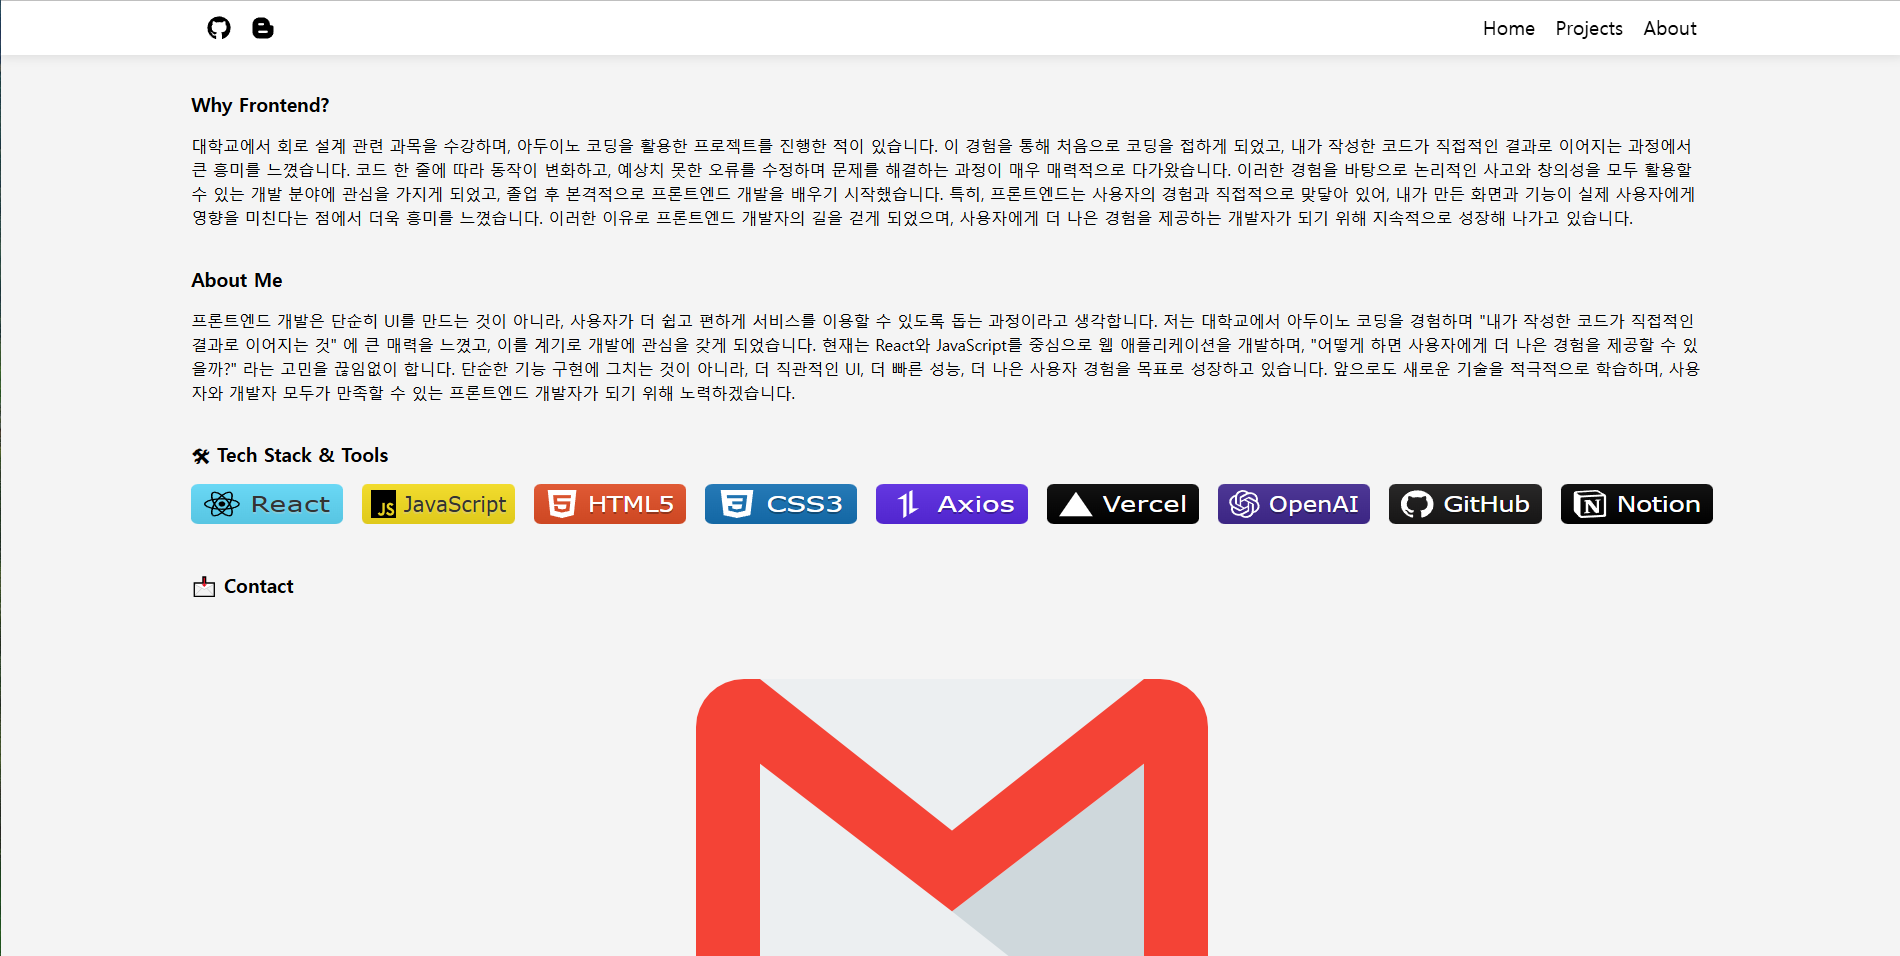 Home Projects About
Why Frontend?
대학교에서 회로 설계 관련 과목을 수강하며, 아두이노 코딩을 활용한 프로젝트를 진행한 적이 있습니다. 이 경험을 통해 처음으로 코딩을 접하게 되었고, 내가 작성한 코드가 직접적인 결과로 이어지는 과정에서
큰 흥미를 느꼈습니다. 코드 한 줄에 따라 동작이 변화하고, 예상치 못한 오류를 수정하며 문제를 해결하는 과정이 매우 매력적으로 다가왔습니다. 이러한 경험을 바탕으로 논리적인 사고와 창의성을 모두 활용할
수 있는 개발 분야에 관심을 가지게 되었고, 졸업 후 본격적으로 프론트엔드 개발을 배우기 시작했습니다. 특히, 프론트엔드는 사용자의 경험과 직접적으로 맞닿아 있어, 내가 만든 화면과 기능이 실제 사용자에게
영향을 미친다는 점에서 더욱 흥미를 느꼈습니다. 이러한 이유로 프론트엔드 개발자의 길을 걷게 되었으며, 사용자에게 더 나은 경험을 제공하는 개발자가 되기 위해 지속적으로 성장해 나가고 있습니다.
About Me
프론트엔드 개발은 단순히 UI를 만드는 것이 아니라, 사용자가 더 쉽고 편하게 서비스를 이용할 수 있도록 돕는 과정이라고 생각합니다. 저는 대학교에서 아두이노 코딩을 경험하며 "내가 작성한 코드가 직접적인
결과로 이어지는 것" 에 큰 매력을 느꼈고, 이를 계기로 개발에 관심을 갖게 되었습니다. 현재는 React와 JavaScript를 중심으로 웹 애플리케이션을 개발하며, "어떻게 하면 사용자에게 더 나은 경험을 제공할 수 있
을까?" 라는 고민을 끊임없이 합니다. 단순한 기능 구현에 그치는 것이 아니라, 더 직관적인 UI, 더 빠른 성능, 더 나은 사용자 경험을 목표로 성장하고 있습니다. 앞으로도 새로운 기술을 적극적으로 학습하며, 사용
자와 개발자 모두가 만족할 수 있는 프론트엔드 개발자가 되기 위해 노력하겠습니다.
🛠 Tech Stack & Tools
React JS JavaScript HTML5 CSS3 Axios Vercel OpenAI GitHub Notion
📩 Contact